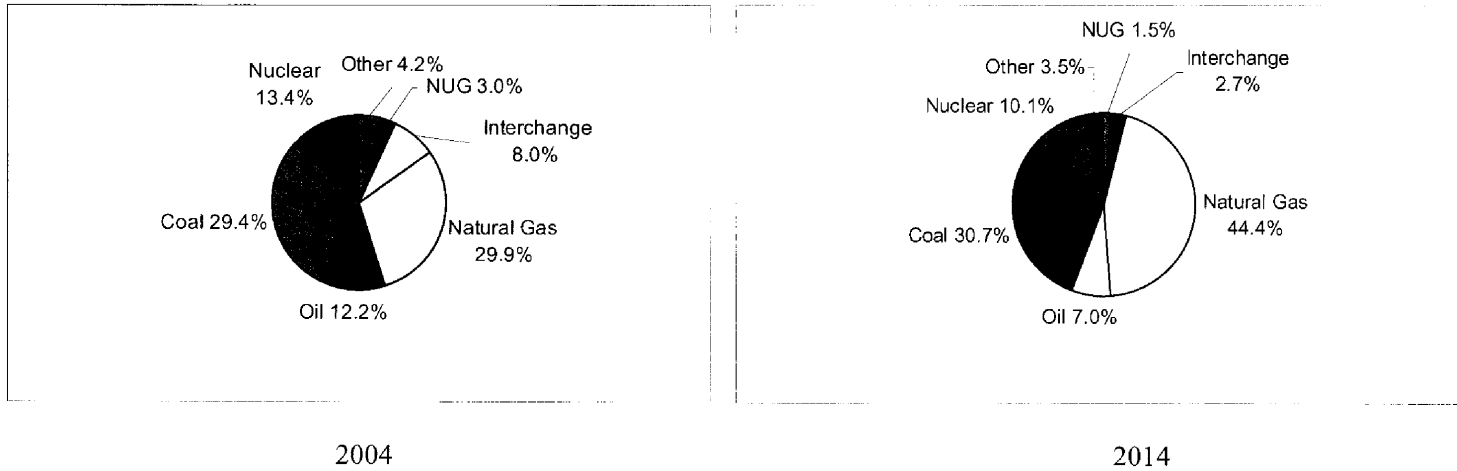 Other 4.2%
Nuclear
13.4%
NUG 3.0%
Interchange
8.0%
Coal 29.4%
Natural Gas
29.9%
Oil 12.2%
2004
NUG 1.5%
Interchange
2.7%
Other 3.5%
Nuclear 10.1%
Natural Gas
44.4%
Coal 30.7%
Oil 7.0%
2014